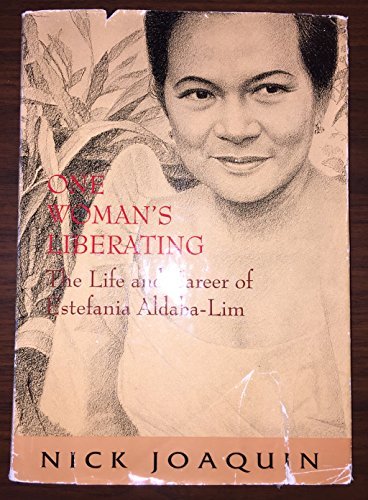 ONE
WOMAN'S
LIBERATING
The Life and Career of
Estefania Aldaba-Lim
NICK JOAQUIN